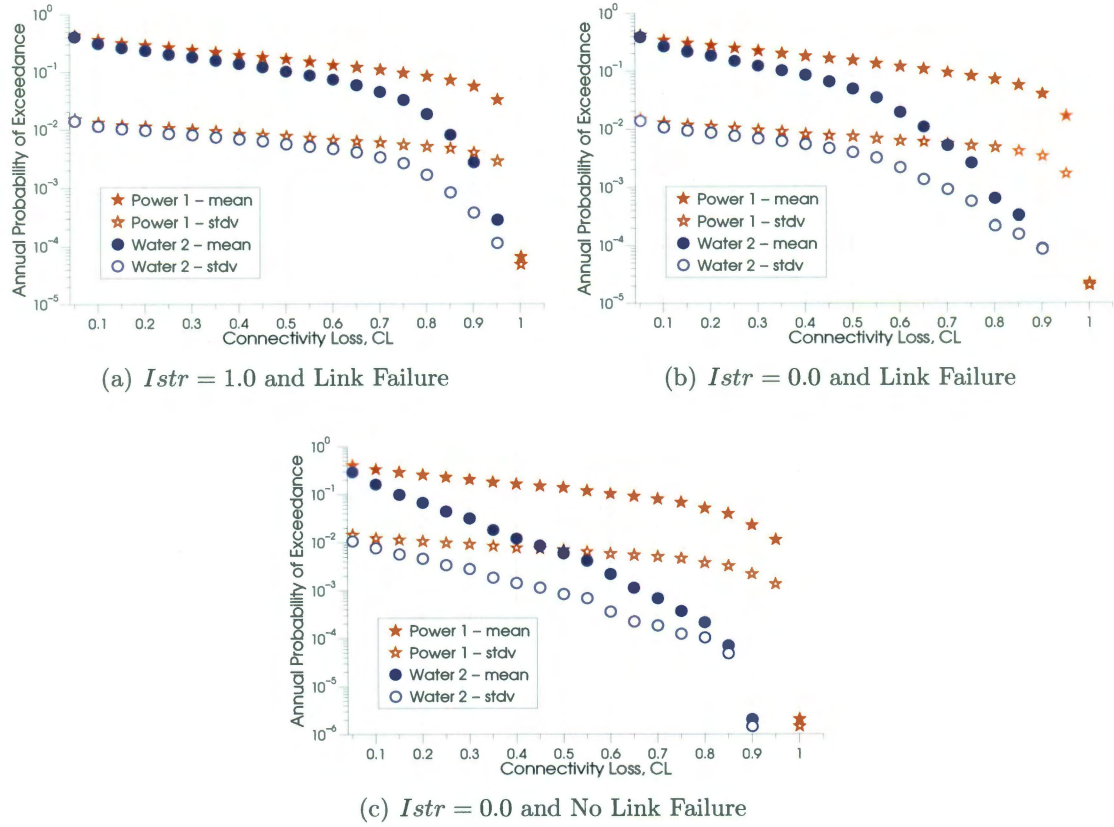 Annual Probability of Exceedance
10^0
10^-1
10^-2
10^-3
10^-4
10^-5
Power 1 – mean
Power 1 – stdv
Water 2 – mean
Water 2 – stdv
0.1 0.2 0.3 0.4 0.5 0.6 0.7 0.8 0.9 1
Connectivity Loss, CL
(a) Istr = 1.0 and Link Failure
Annual Probability of Exceedance
10^0
10^-1
10^-2
10^-3
10^-4
10^-5
Power 1 – mean
Power 1 – stdv
Water 2 – mean
Water 2 – stdv
0.1 0.2 0.3 0.4 0.5 0.6 0.7 0.8 0.9 1
Connectivity Loss, CL
(b) Istr = 0.0 and Link Failure
Annual Probability of Exceedance
10^0
10^-1
10^-2
10^-3
10^-4
10^-5
10^-6
Power 1 – mean
Power 1 – stdv
Water 2 – mean
Water 2 – stdv
0.1 0.2 0.3 0.4 0.5 0.6 0.7 0.8 0.9 1
Connectivity Loss, CL
(c) Istr = 0.0 and No Link Failure